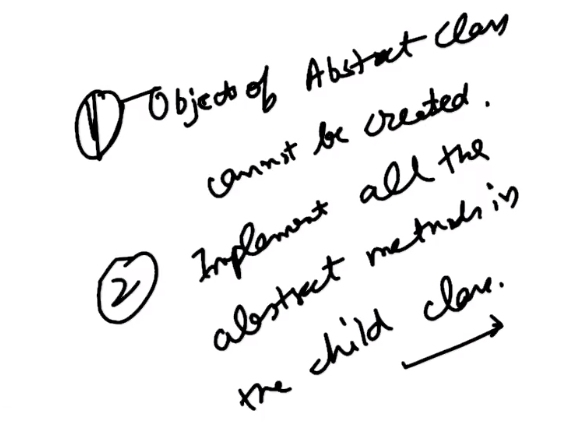 ① Objects of Abstract Class
cannot be created.
② Implement all the
abstract methods in
the child class.